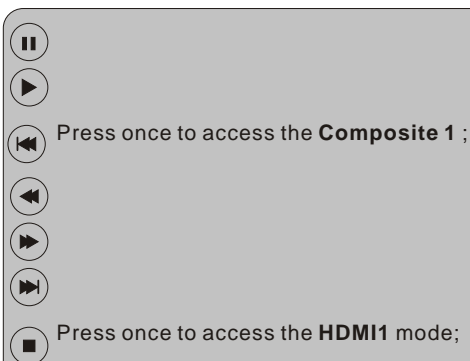 Press once to access the Composite 1 ;
Press once to access the HDMI1 mode;